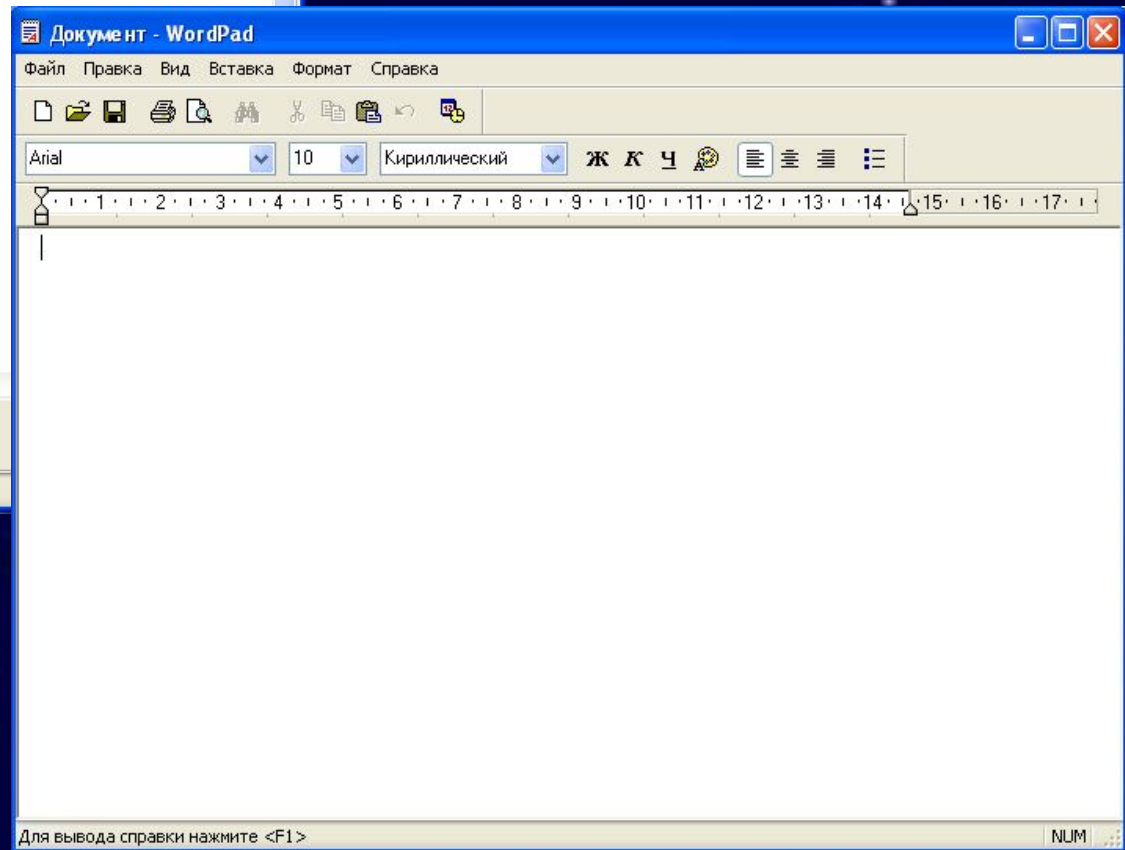 Документ - WordPad
Файл Правка Вид Вставка Формат Справка
Arial 10 Кириллический Ж К Ч
1 2 3 4 5 6 7 8 9 10 11 12 13 14 15 16 17
Для вывода справки нажмите <F1> NUM